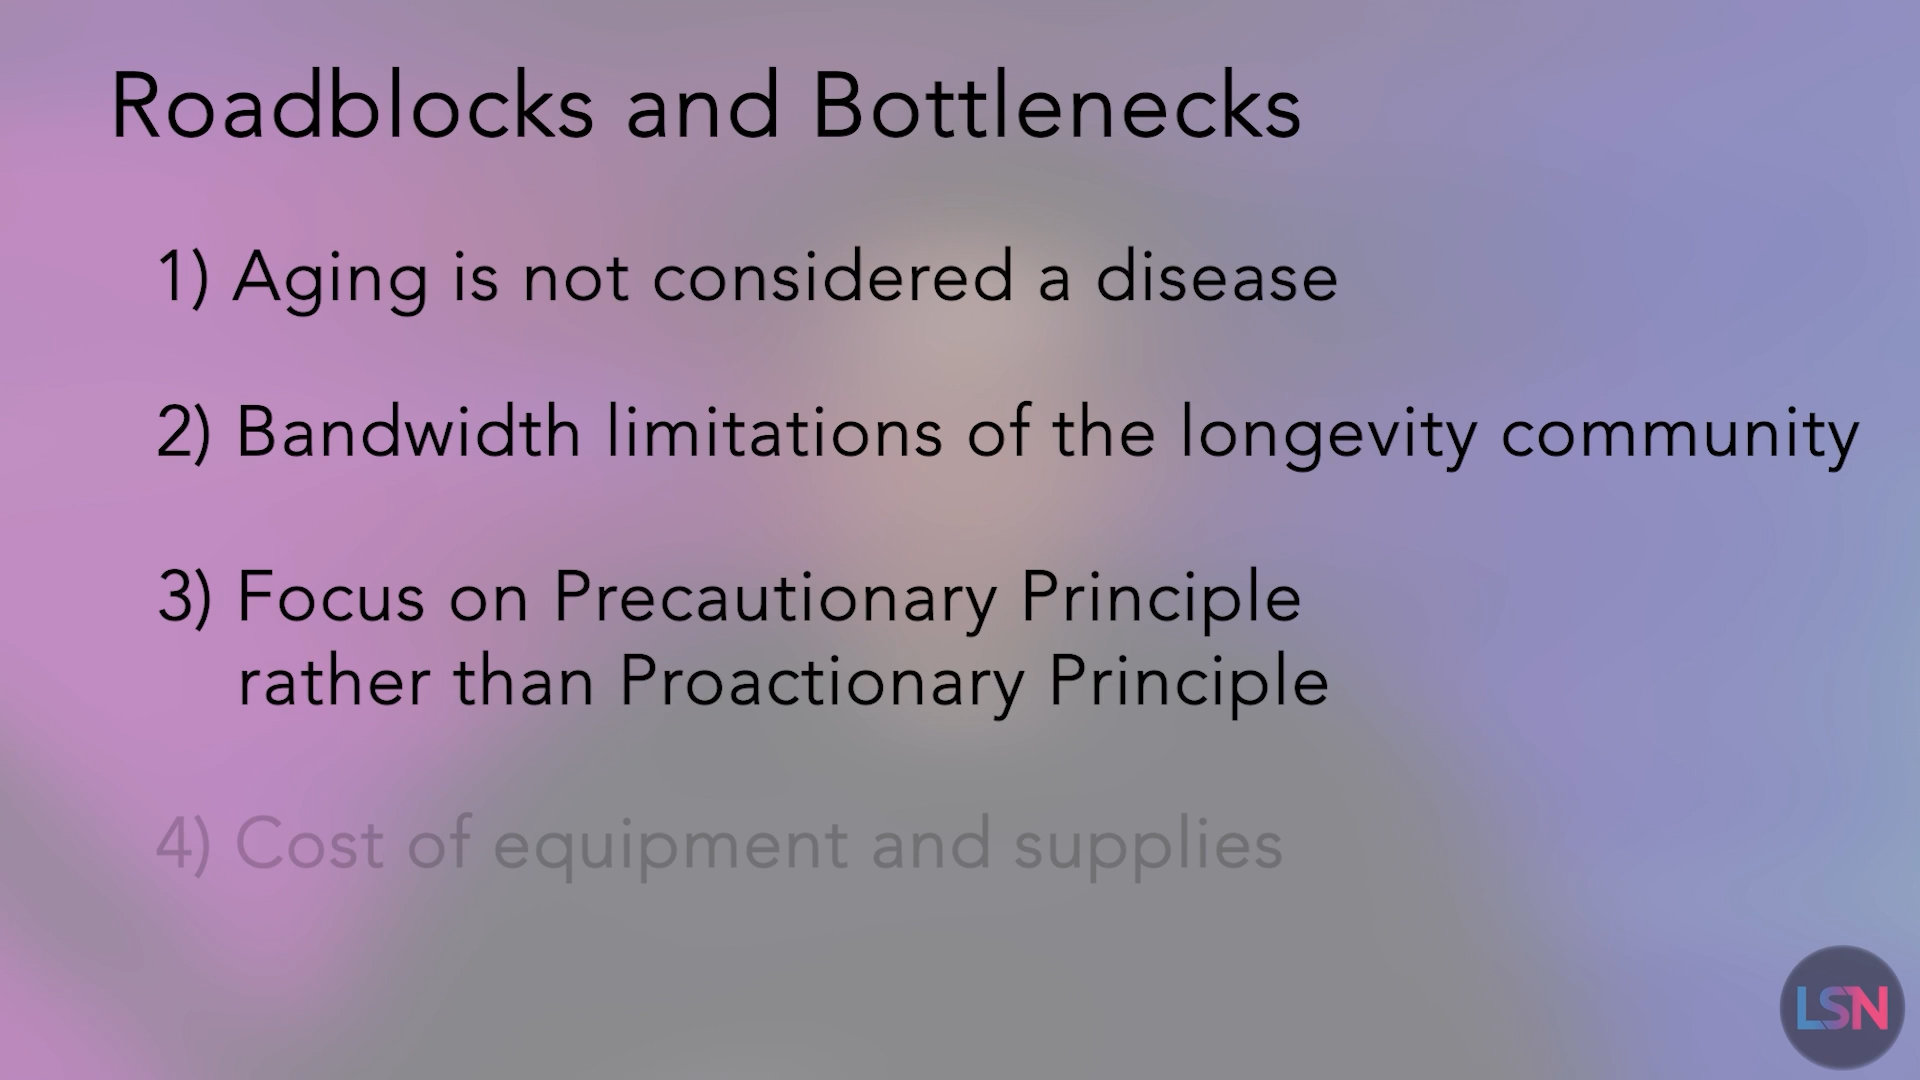 Roadblocks and Bottlenecks
1) Aging is not considered a disease
2) Bandwidth limitations of the longevity community
3) Focus on Precautionary Principle
rather than Proactionary Principle
4) Cost of equipment and supplies
LSN